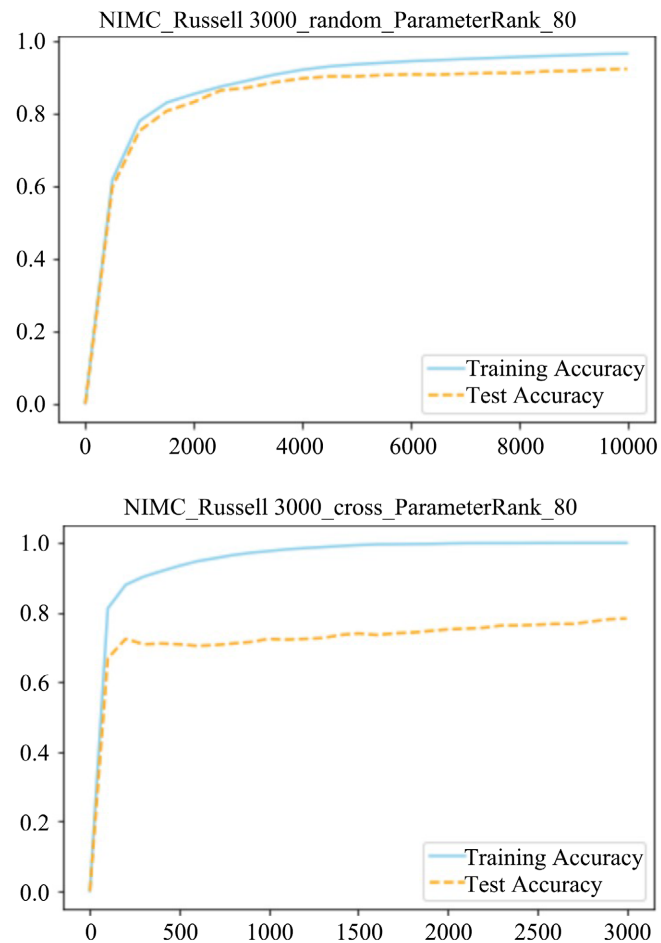 NIMC_Russell 3000_random_ParameterRank_80
1.0
0.8
0.6
0.4
0.2
0.0
Training Accuracy
Test Accuracy
0 2000 4000 6000 8000 10000
NIMC_Russell 3000_cross_ParameterRank_80
1.0
0.8
0.6
0.4
0.2
0.0
Training Accuracy
Test Accuracy
0 500 1000 1500 2000 2500 3000